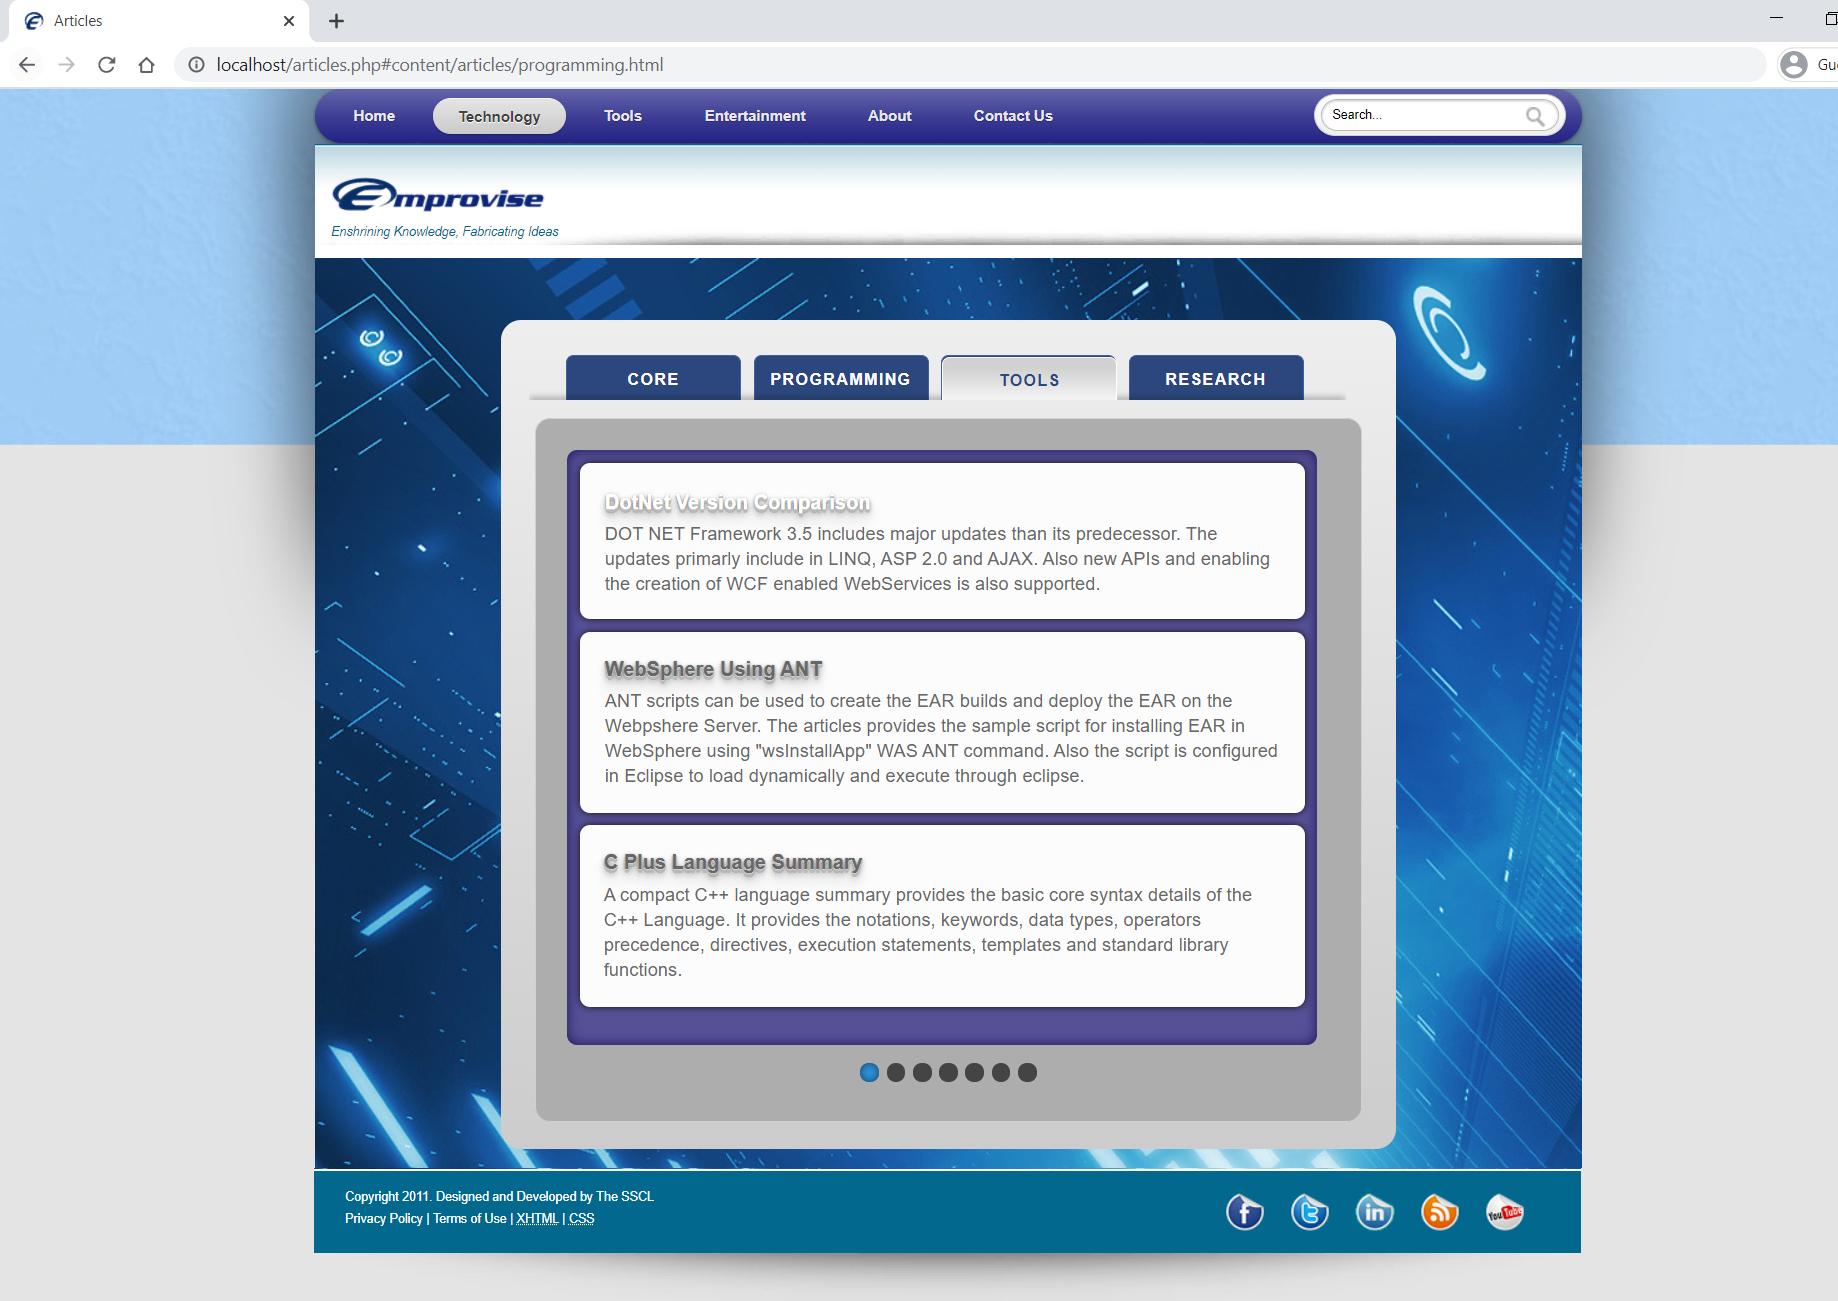 Articles
localhost/articles.php#content/articles/programming.html
Home Technology Tools Entertainment About Contact Us Search...
Emprovise
Enshrining Knowledge, Fabricating Ideas
CORE PROGRAMMING TOOLS RESEARCH
DotNet Version Comparison
DOT NET Framework 3.5 includes major updates than its predecessor. The
updates primarly include in LINQ, ASP 2.0 and AJAX. Also new APIs and enabling
the creation of WCF enabled WebServices is also supported.
WebSphere Using ANT
ANT scripts can be used to create the EAR builds and deploy the EAR on the
Webpshere Server. The articles provides the sample script for installing EAR in
WebSphere using "wsInstallApp" WAS ANT command. Also the script is configured
in Eclipse to load dynamically and execute through eclipse.
C Plus Language Summary
A compact C++ language summary provides the basic core syntax details of the
C++ Language. It provides the notations, keywords, data types, operators
precedence, directives, execution statements, templates and standard library
functions.
Copyright 2011. Designed and Developed by The SSCL
Privacy Policy | Terms of Use | XHTML | CSS
You Tube